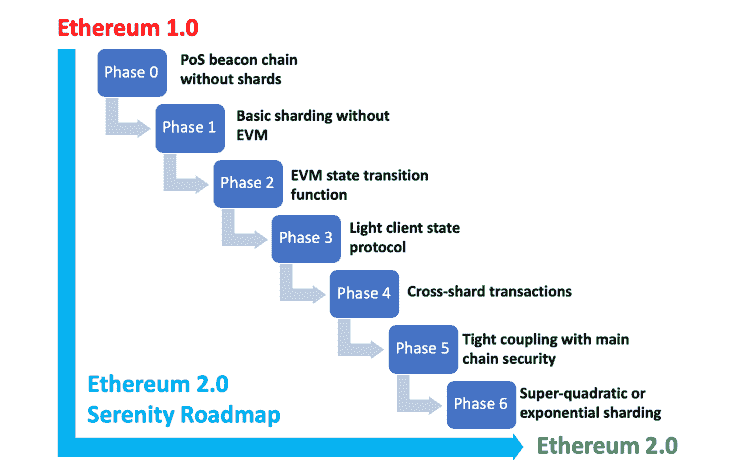 Ethereum 1.0
Phase 0
PoS beacon chain
without shards
Phase 1
Basic sharding without
EVM
Phase 2
EVM state transition
function
Phase 3
Light client state
protocol
Phase 4
Cross-shard transactions
Phase 5
Tight coupling with main
chain security
Phase 6
Super-quadratic or
exponential sharding
Ethereum 2.0
Serenity Roadmap
Ethereum 2.0